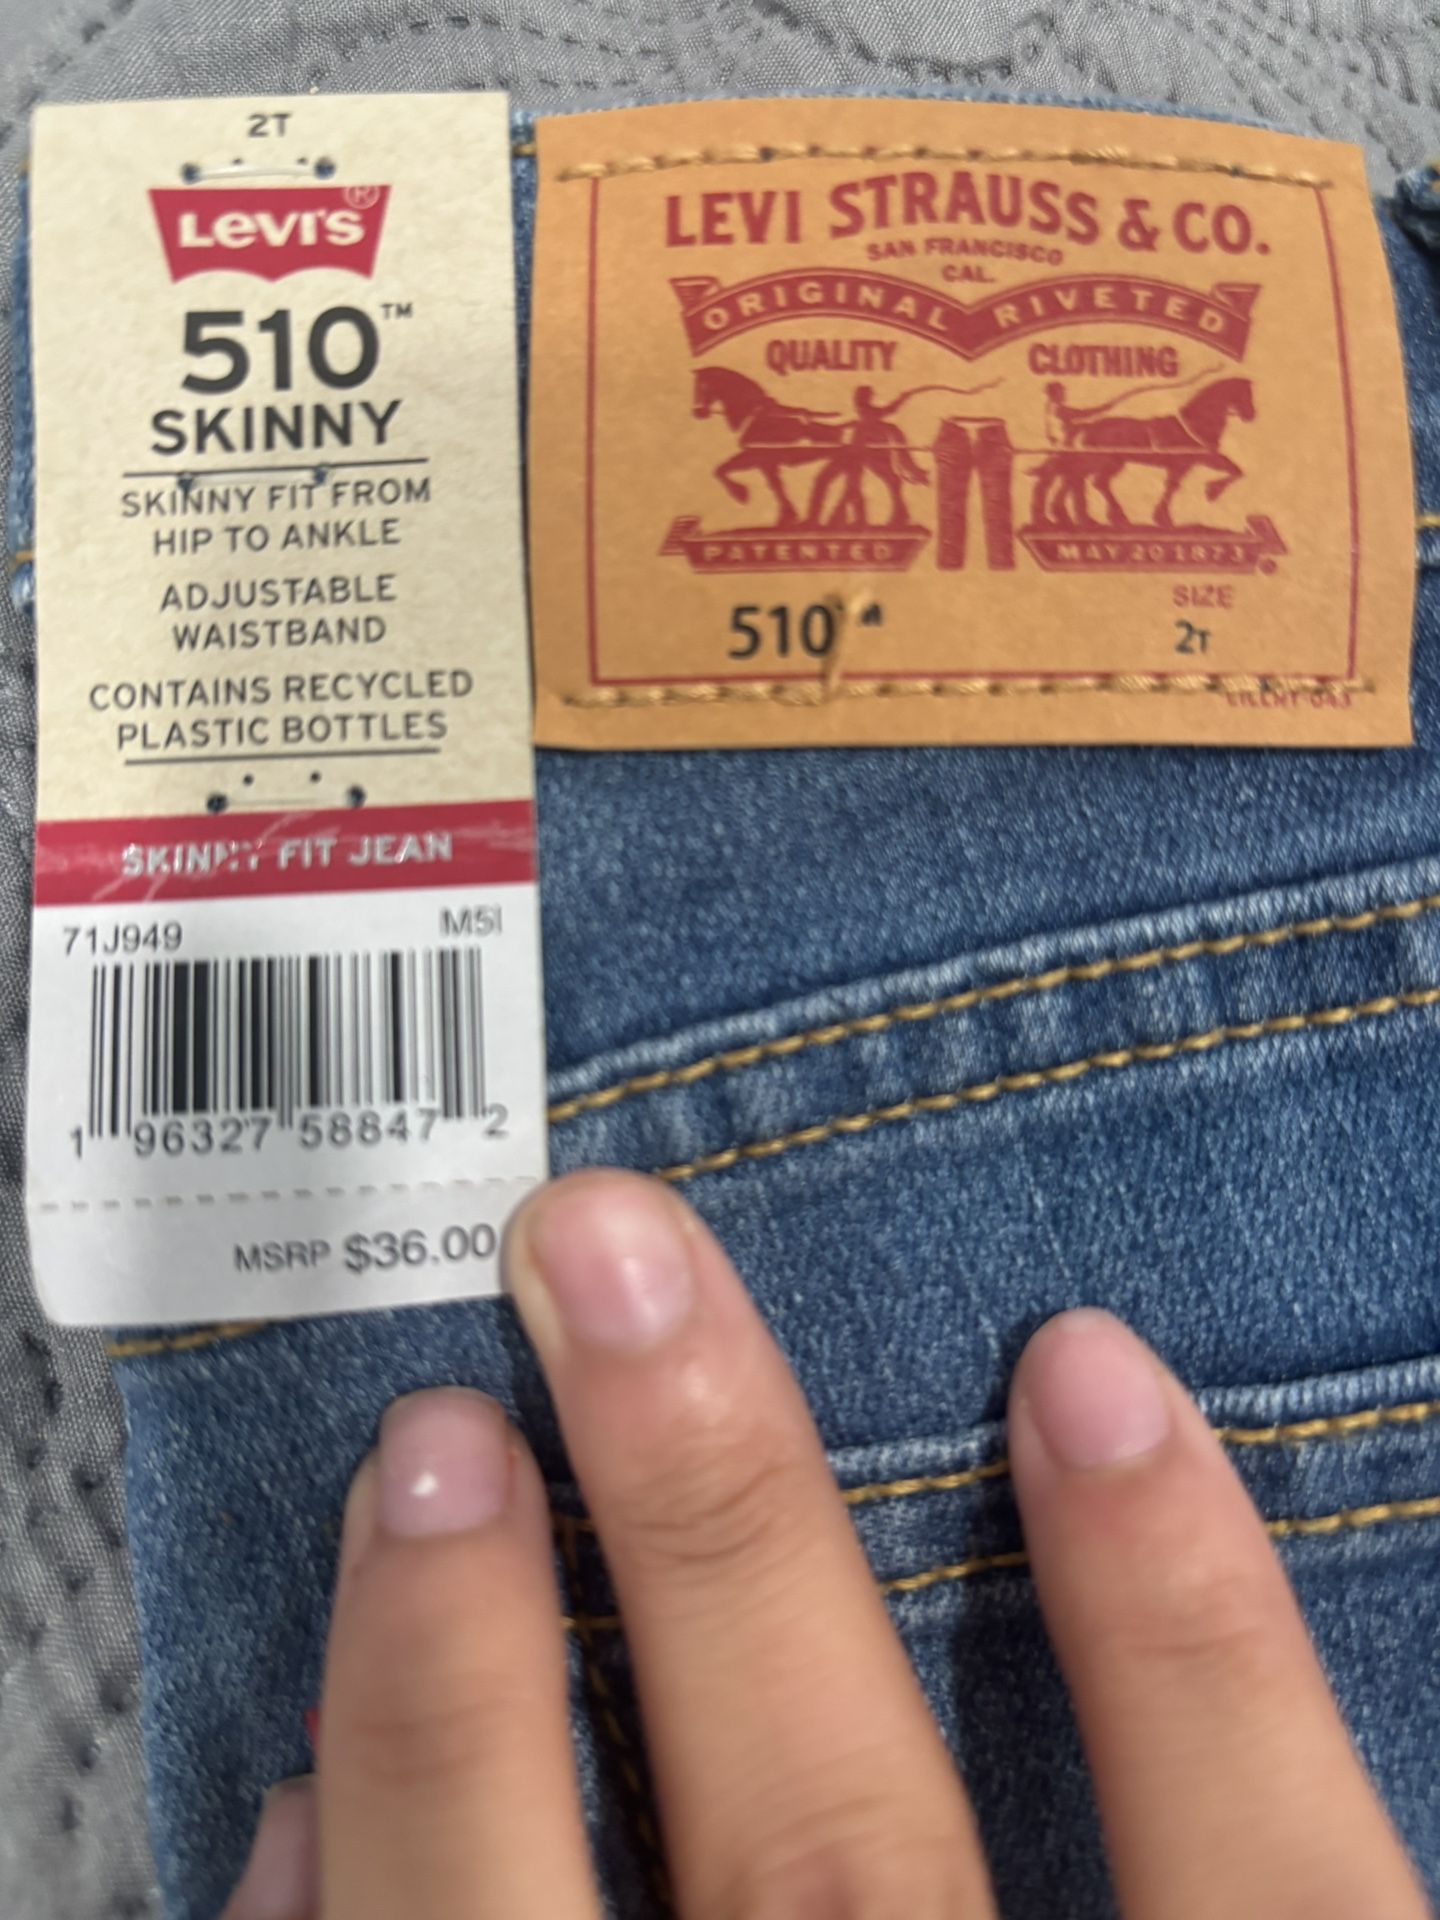 2T
Levi's®
510™
SKINNY
SKINNY FIT FROM
HIP TO ANKLE
ADJUSTABLE
WAISTBAND
CONTAINS RECYCLED
PLASTIC BOTTLES
SKINNY FIT JEAN
71J949 M5I
1 96327 58847 2
MSRP $36.00
LEVI STRAUSS & CO.
SAN FRANCISCO
CAL.
ORIGINAL RIVETED
QUALITY CLOTHING
PATENTED MAY 20 1873
SIZE
510™ 2T